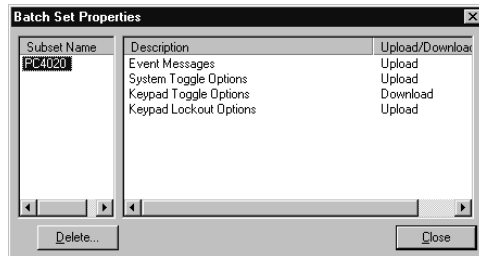 Batch Set Properties
Subset Name Description Upload/Download
PC4020 Event Messages Upload
System Toggle Options Upload
Keypad Toggle Options Download
Keypad Lockout Options Upload
Delete... Close